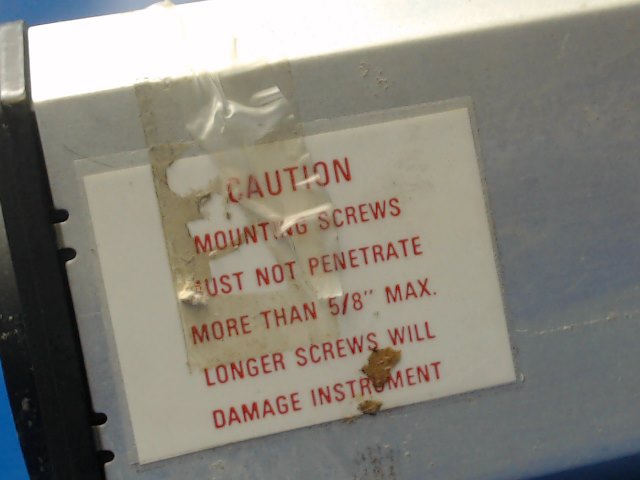 CAUTION
MOUNTING SCREWS
MUST NOT PENETRATE
MORE THAN 5/8" MAX.
LONGER SCREWS WILL
DAMAGE INSTRUMENT